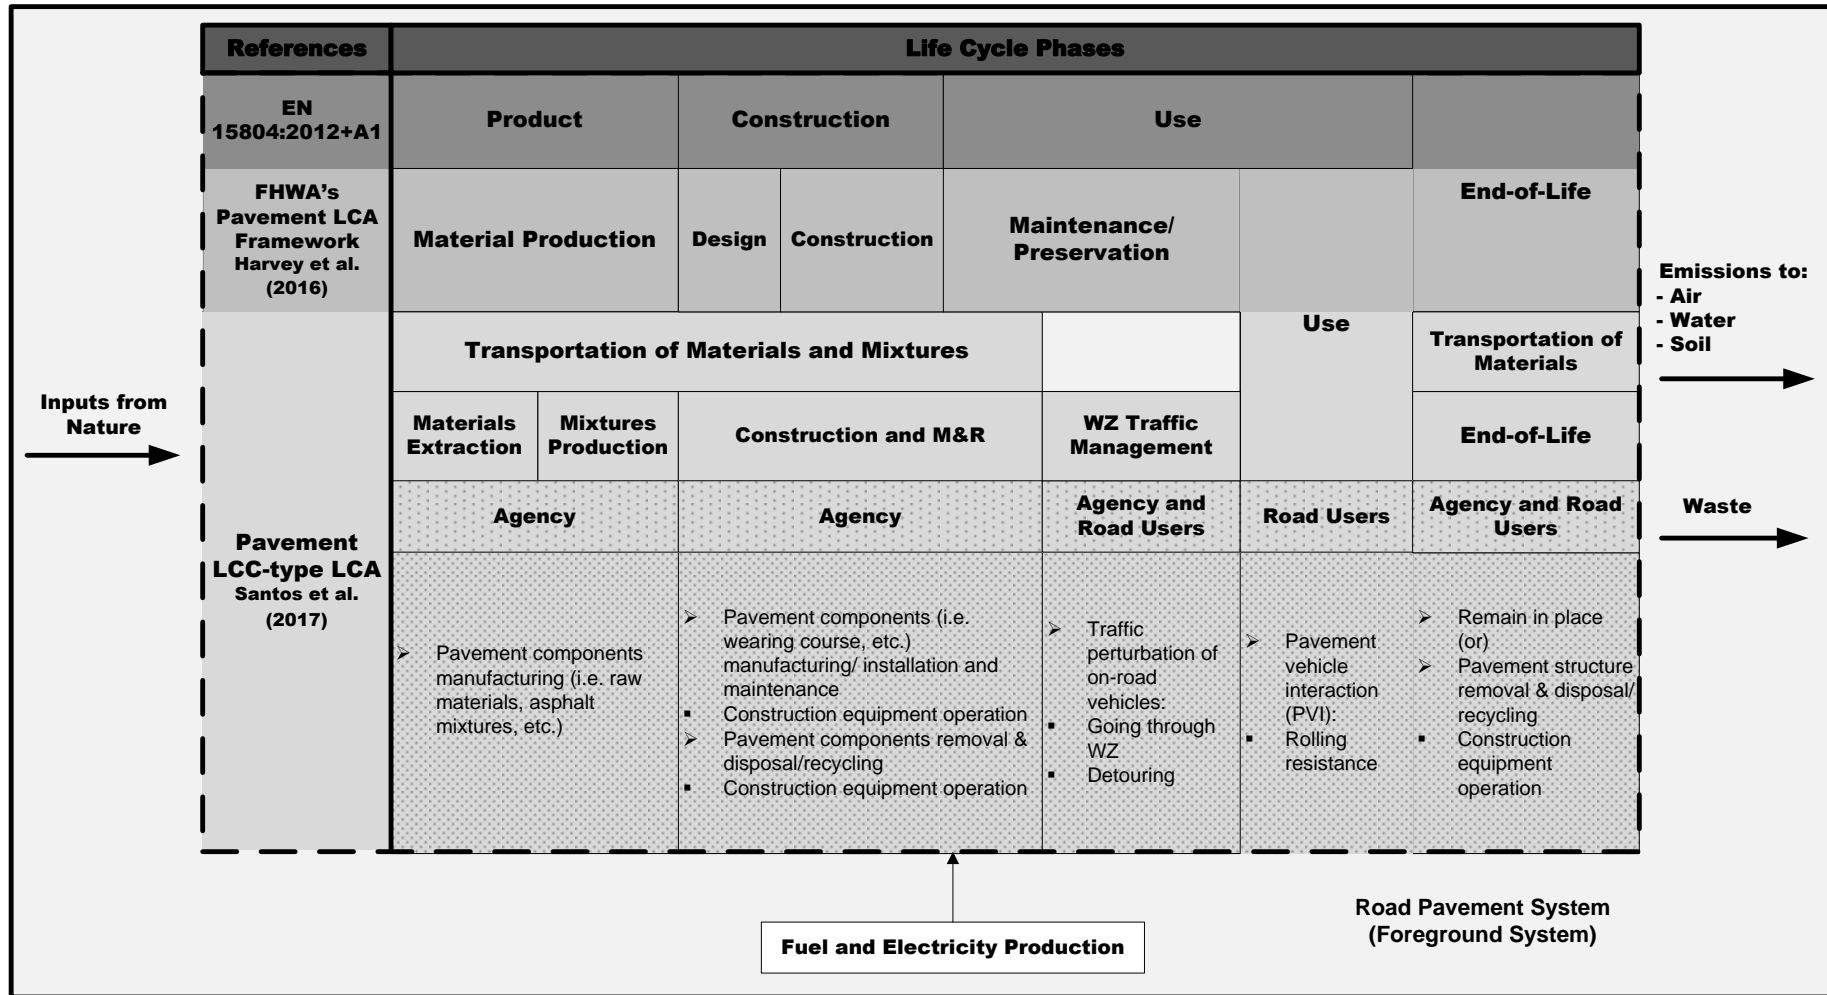 References
Life Cycle Phases
EN
15804:2012+A1
Product
Construction
Use
End-of-Life
FHWA's
Pavement LCA
Framework
Harvey et al.
(2016)
Material Production
Design
Construction
Maintenance/
Preservation
Use
Pavement
LCC-type LCA
Santos et al.
(2017)
Transportation of Materials and Mixtures
Transportation of
Materials
Materials
Extraction
Mixtures
Production
Construction and M&R
WZ Traffic
Management
End-of-Life
Agency
Agency
Agency and
Road Users
Road Users
Agency and Road
Users
➢ Pavement components
manufacturing (i.e. raw
materials, asphalt
mixtures, etc.)
➢ Pavement components (i.e.
wearing course, etc.)
manufacturing/ installation and
maintenance
▪ Construction equipment operation
➢ Pavement components removal &
disposal/recycling
▪ Construction equipment operation
➢ Traffic
perturbation of
on-road
vehicles:
▪ Going through
WZ
▪ Detouring
➢ Pavement
vehicle
interaction
(PVI):
▪ Rolling
resistance
➢ Remain in place
(or)
➢ Pavement structure
removal & disposal/
recycling
▪ Construction
equipment
operation
Inputs from
Nature
Emissions to:
- Air
- Water
- Soil
Waste
Fuel and Electricity Production
Road Pavement System
(Foreground System)